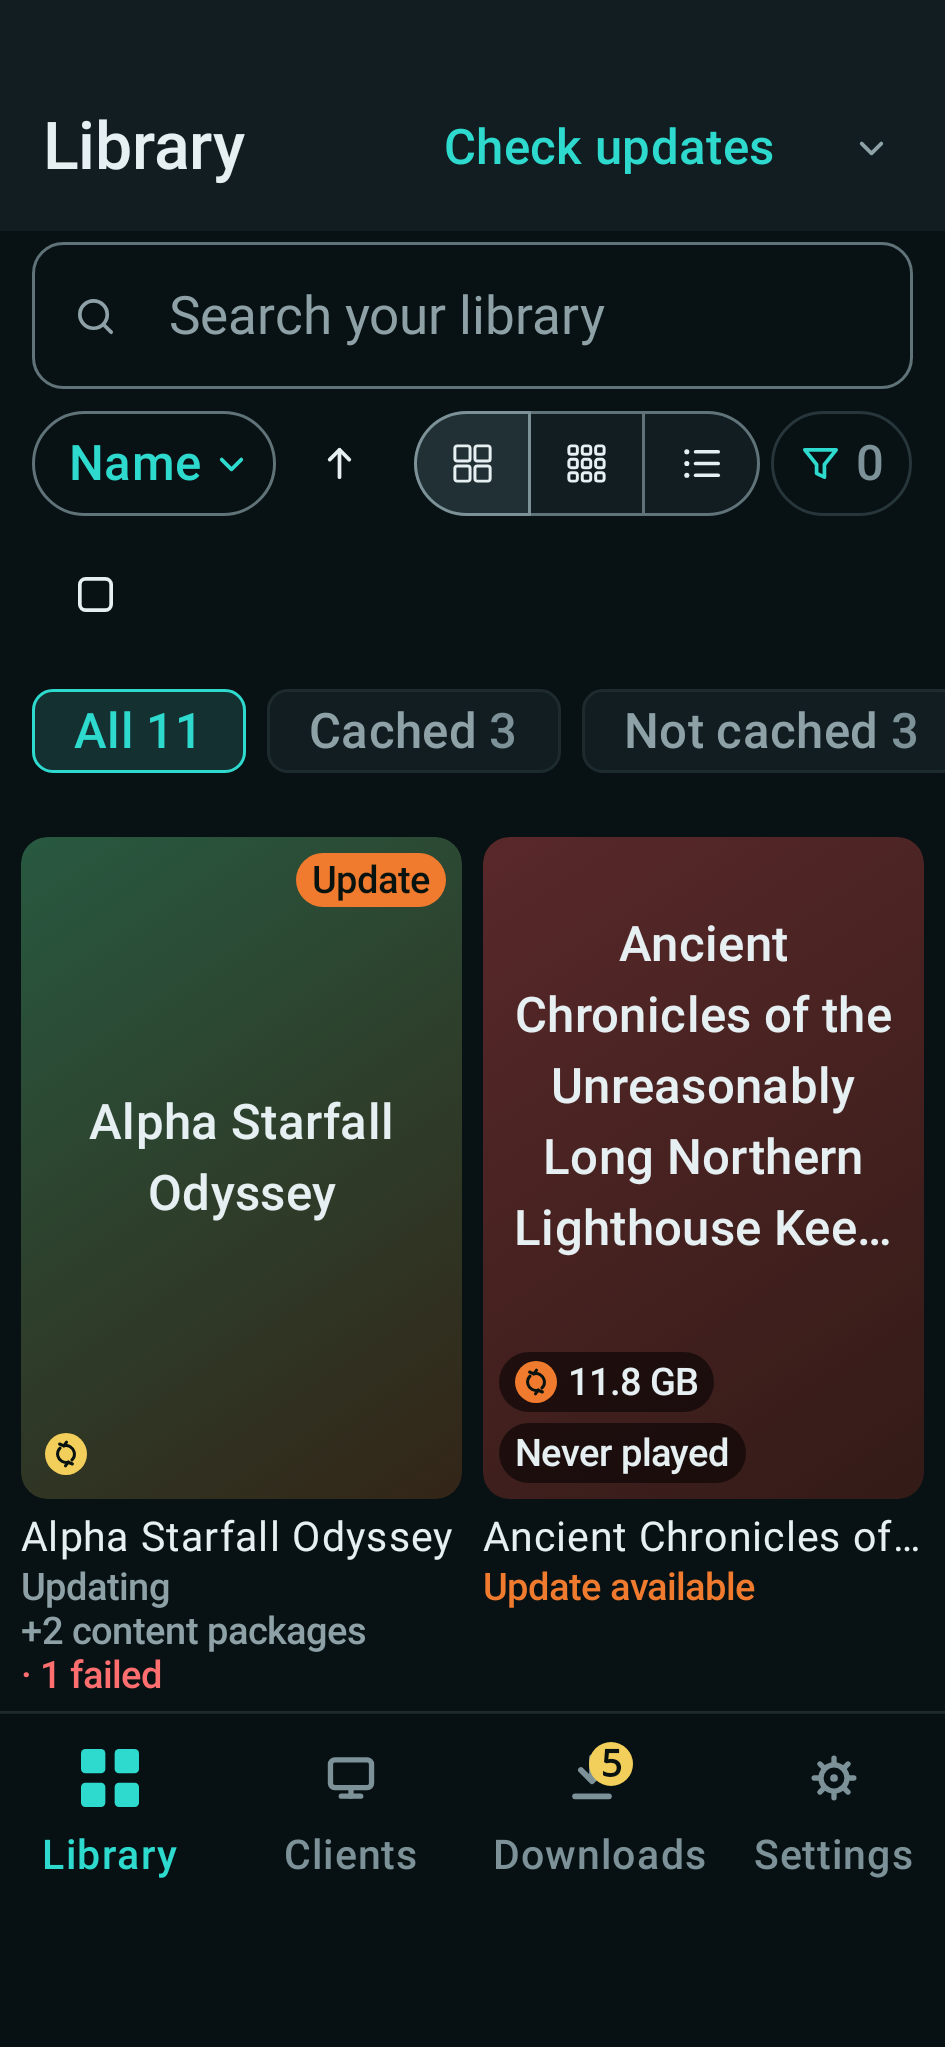 Library
Check updates
Search your library
Name
0
All 11
Cached 3
Not cached 3
Update
Alpha Starfall
Odyssey
Ancient
Chronicles of the
Unreasonably
Long Northern
Lighthouse Kee…
11.8 GB
Never played
Alpha Starfall Odyssey
Updating
+2 content packages
· 1 failed
Ancient Chronicles of…
Update available
5
Library
Clients
Downloads
Settings